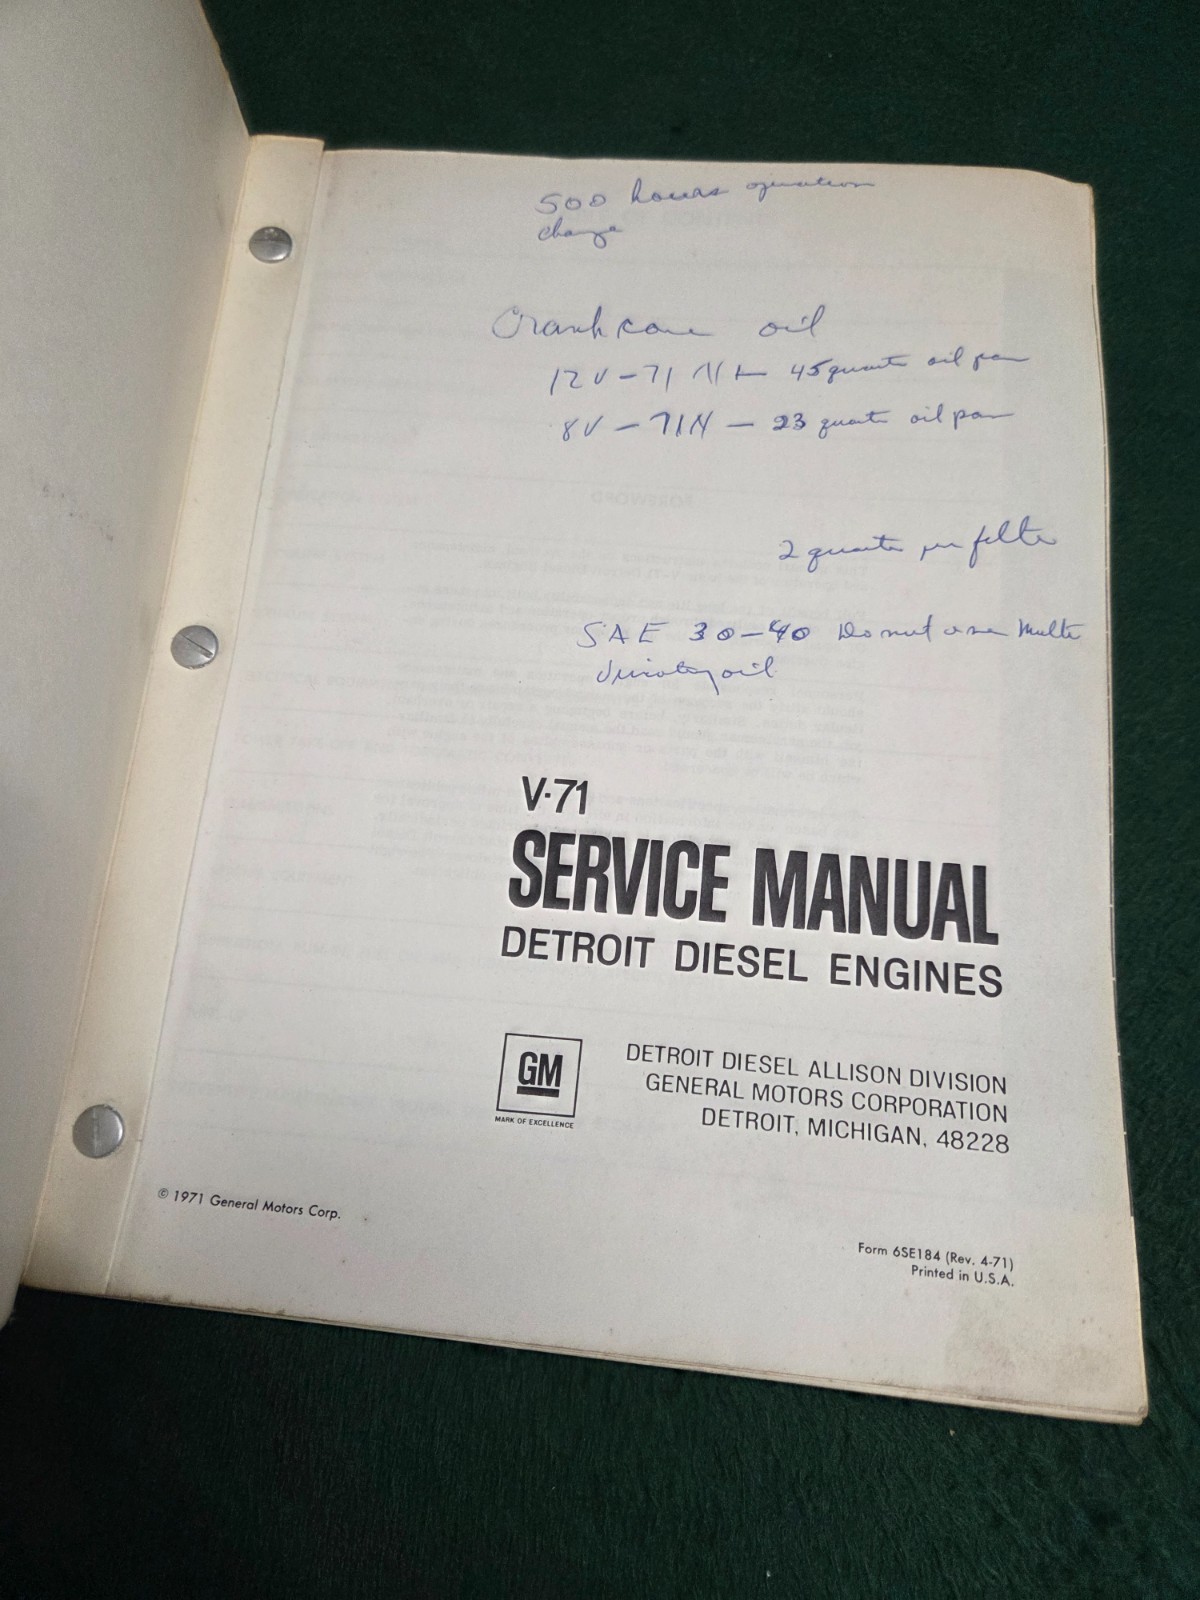 500 hours operation
change
Crankcase oil
12V-71 N - 45 quarts oil pan
8V - 71N - 23 quarts oil pan
2 quarts per filter
SAE 30-40 Do not use Multi
viscosity oil
V-71
SERVICE MANUAL
DETROIT DIESEL ENGINES
GM
MARK OF EXCELLENCE
DETROIT DIESEL ALLISON DIVISION
GENERAL MOTORS CORPORATION
DETROIT, MICHIGAN, 48228
© 1971 General Motors Corp.
Form 6SE184 (Rev. 4-71)
Printed in U.S.A.